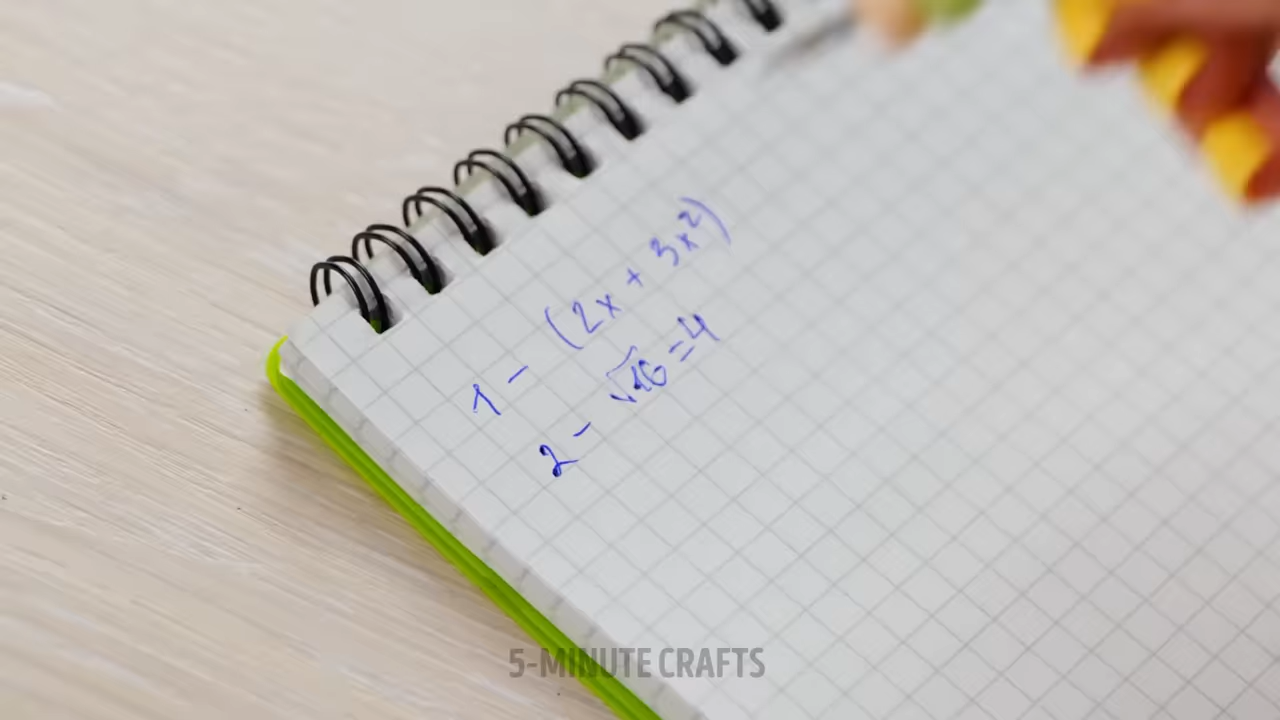 1 - (2x + 3x²)
2 - √16 = 4
5-MINUTE CRAFTS